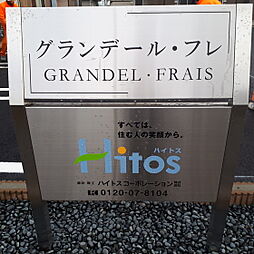 グランデール・フレ
GRANDEL・FRAIS
すべては、
住む人の笑顔から。
ハイトス
Hitos
ハイトスコーポレーション
0120-07-8104